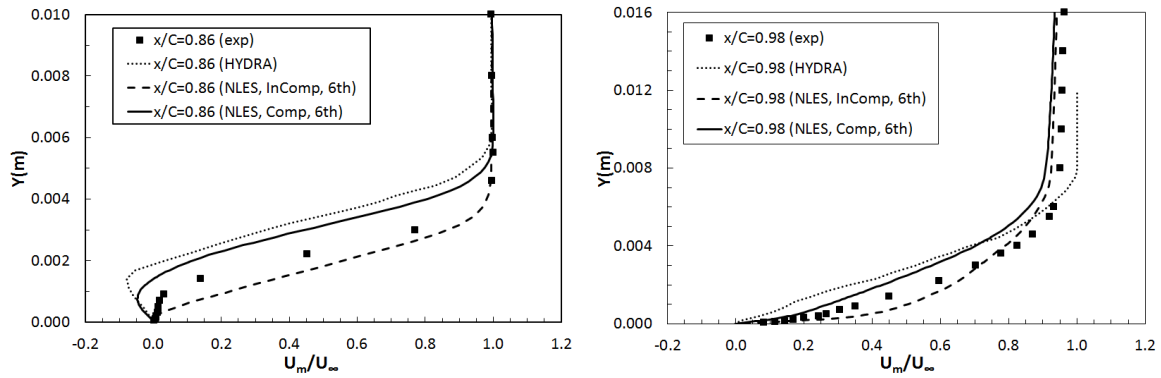 0.010
0.008
0.006
0.004
0.002
0.000
Y(m)
x/C=0.86 (exp)
x/C=0.86 (HYDRA)
x/C=0.86 (NLES, InComp, 6th)
x/C=0.86 (NLES, Comp, 6th)
-0.2 0.0 0.2 0.4 0.6 0.8 1.0 1.2
Um/U∞
0.016
0.012
0.008
0.004
0.000
Y(m)
x/C=0.98 (exp)
x/C=0.98 (HYDRA)
x/C=0.98 (NLES, InComp, 6th)
x/C=0.98 (NLES, Comp, 6th)
-0.2 0.0 0.2 0.4 0.6 0.8 1.0 1.2
Um/U∞